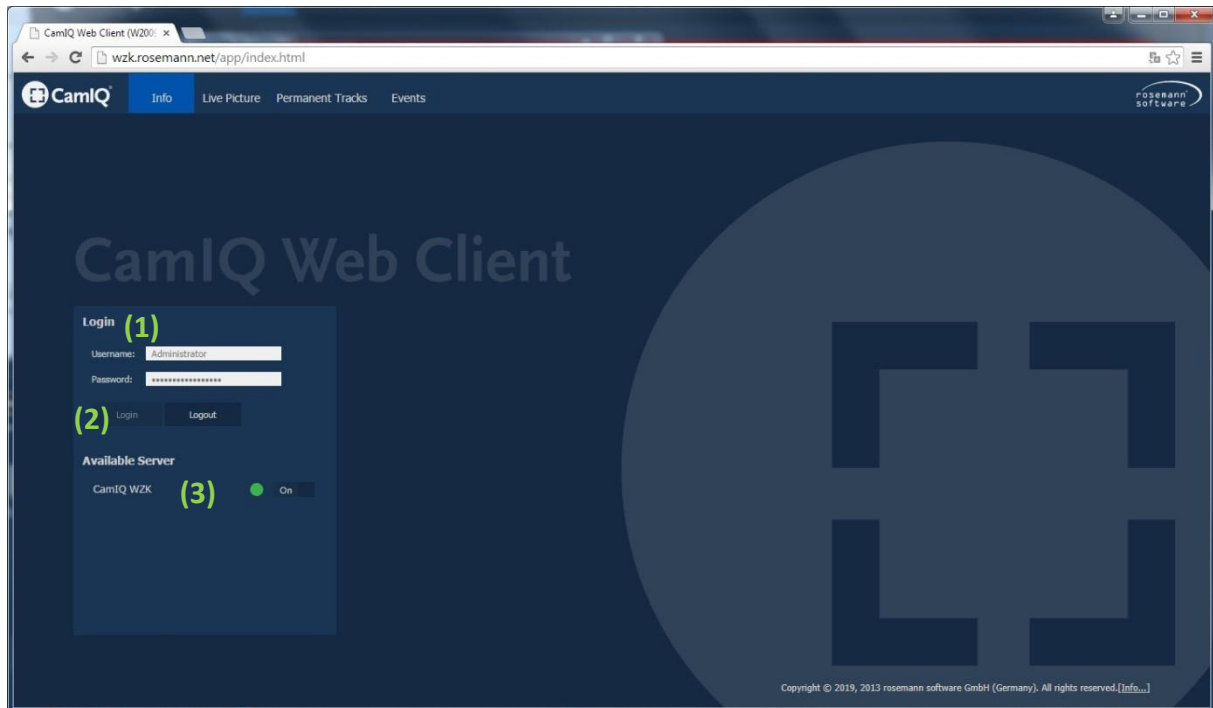 CamIQ Web Client (W2009
wzk.rosemann.net/app/index.html
CamIQ Info Live Picture Permanent Tracks Events rosemann software
CamIQ Web Client
Login (1)
Username: Administrator
Password: •••••••••••••••••
(2) Login Logout
Available Server
CamIQ WZK (3) On
Copyright © 2019, 2013 rosemann software GmbH (Germany). All rights reserved.[Info...]